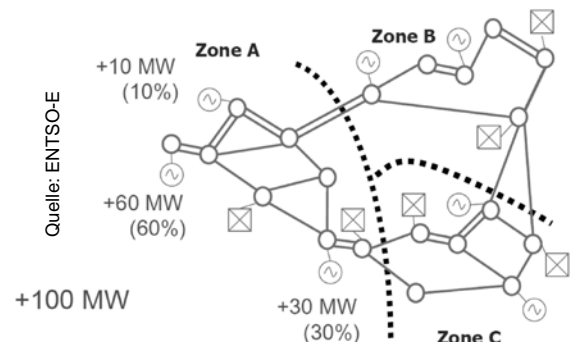 Zone A
Zone B
+10 MW
(10%)
Quelle: ENTSO-E
+60 MW
(60%)
+100 MW
+30 MW
(30%)
Zone C